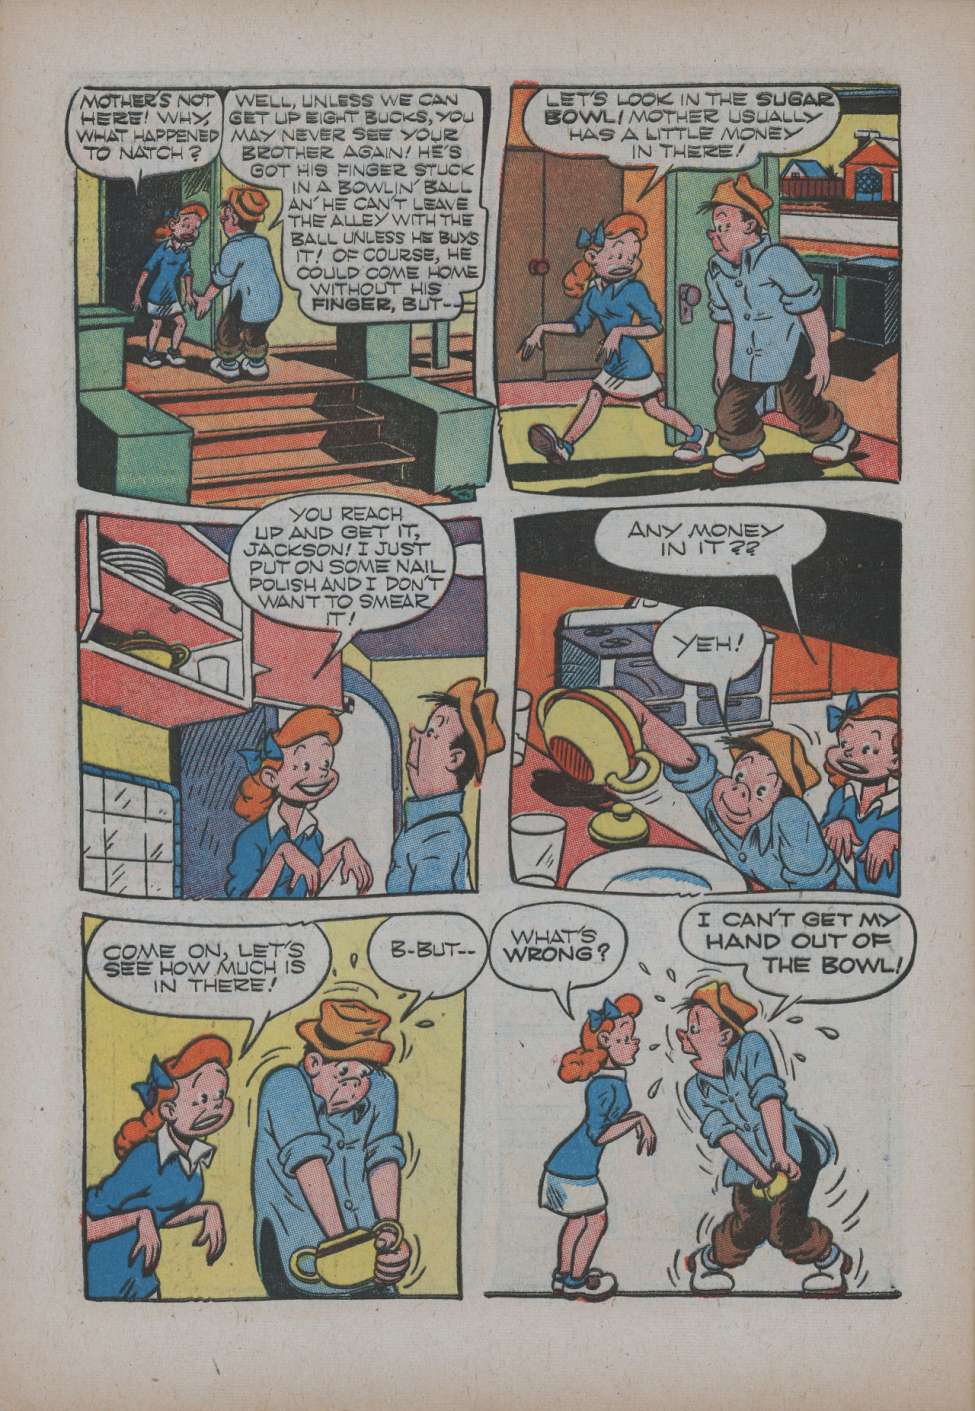 MOTHER'S NOT
HERE! WHY,
WHAT HAPPENED
TO NATCH?
WELL, UNLESS WE CAN
GET UP EIGHT BUCKS, YOU
MAY NEVER SEE YOUR
BROTHER AGAIN! HE'S
GOT HIS FINGER STUCK
IN A BOWLIN' BALL
AN' HE CAN'T LEAVE
THE ALLEY WITH THE
BALL UNLESS HE BUYS
IT! OF COURSE, HE
COULD COME HOME
WITHOUT HIS
FINGER, BUT--
LET'S LOOK IN THE SUGAR
BOWL! MOTHER USUALLY
HAS A LITTLE MONEY
IN THERE!
YOU REACH
UP AND GET IT,
JACKSON! I JUST
PUT ON SOME NAIL
POLISH AND I DON'T
WANT TO SMEAR
IT!
ANY MONEY
IN IT??
YEH!
COME ON, LET'S
SEE HOW MUCH IS
IN THERE!
B-BUT--
WHAT'S
WRONG?
I CAN'T GET MY
HAND OUT OF
THE BOWL!